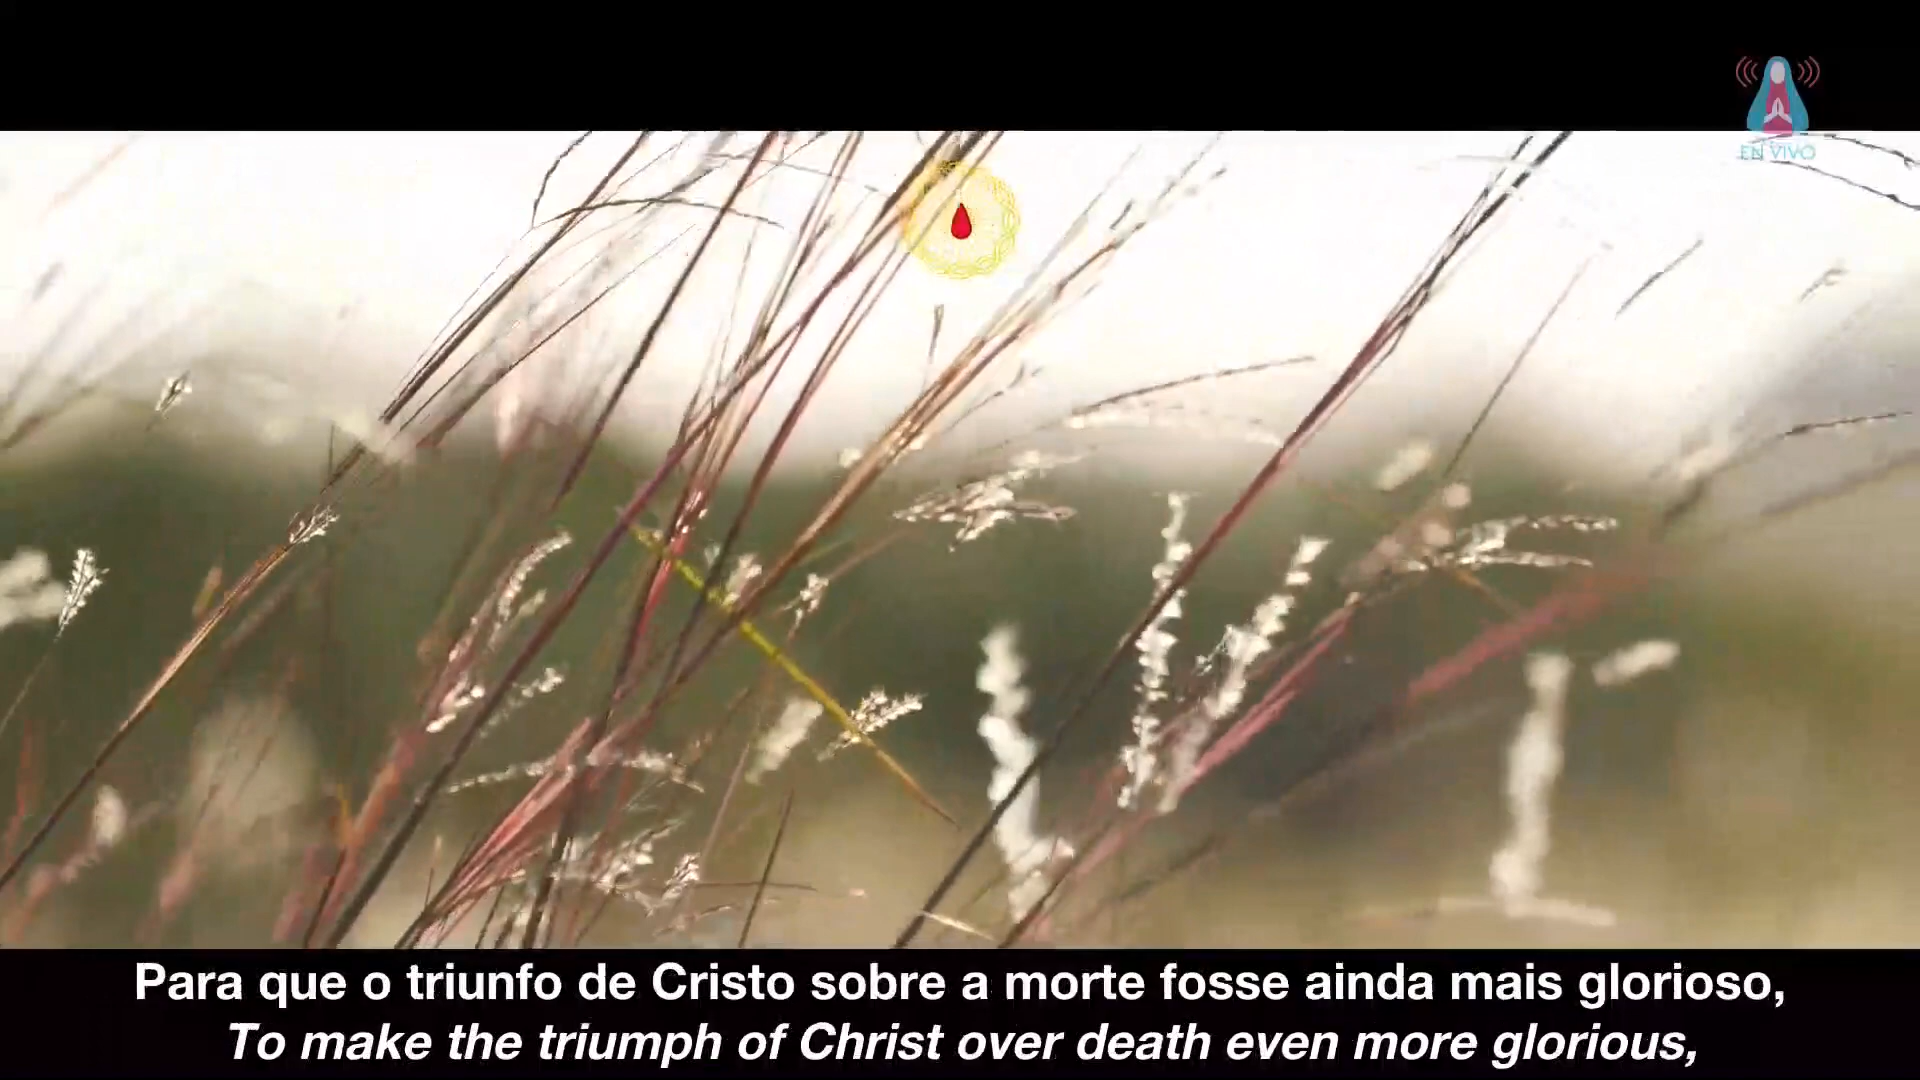 EN VIVO
Para que o triunfo de Cristo sobre a morte fosse ainda mais glorioso,
To make the triumph of Christ over death even more glorious,